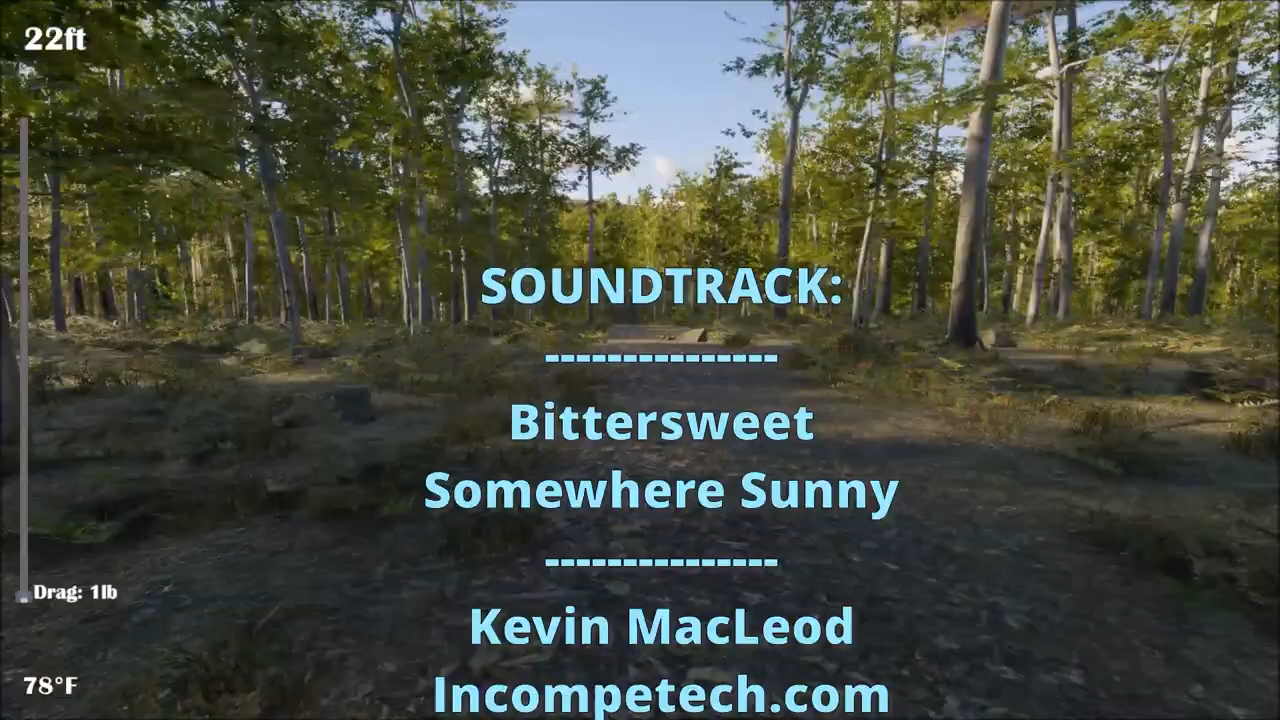 22ft
SOUNDTRACK:
---------------
Bittersweet
Somewhere Sunny
---------------
Drag: 1lb
Kevin MacLeod
78°F
Incompetech.com